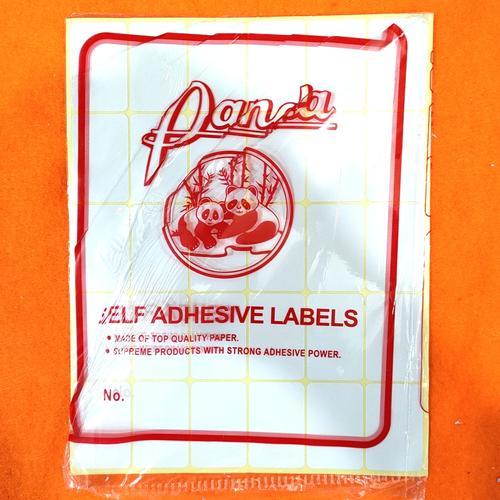 Panda
SELF ADHESIVE LABELS
• MADE OF TOP QUALITY PAPER.
• SUPREME PRODUCTS WITH STRONG ADHESIVE POWER.
No.